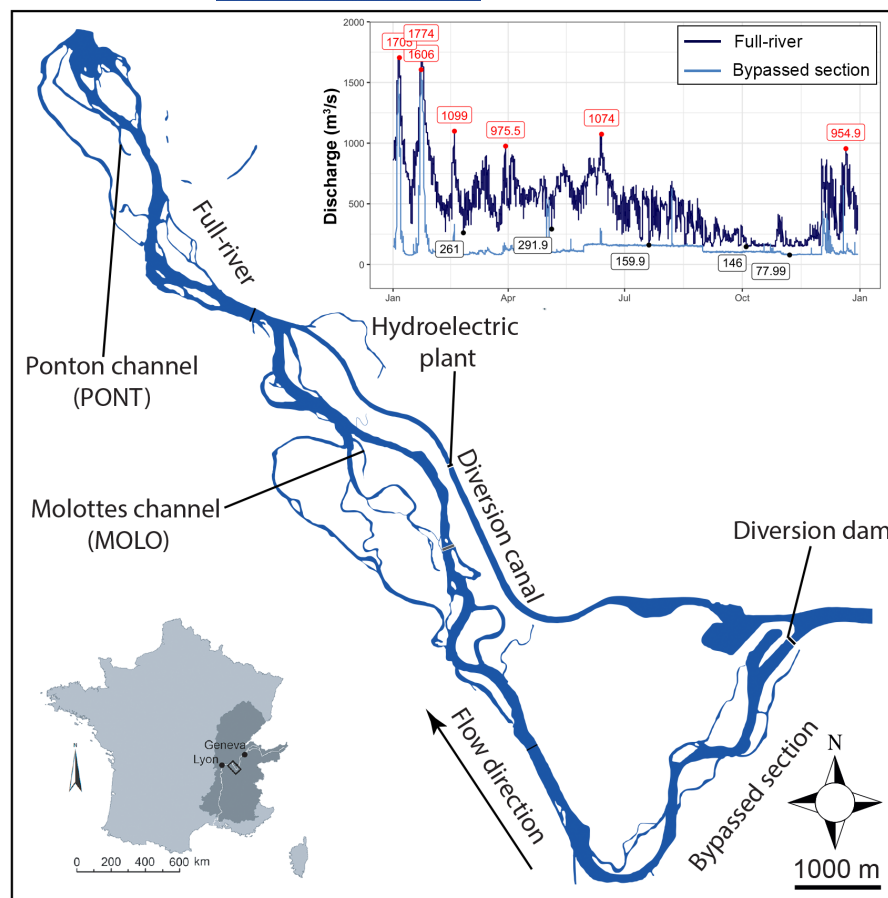 2000
1500
1000
500
0
Discharge (m³/s)
Full-river
Bypassed section
1705
1774
1606
1099
975.5
1074
954.9
261
291.9
159.9
146
77.99
Jan
Apr
Jul
Oct
Jan
Full-river
Hydroelectric
plant
Ponton channel
(PONT)
Diversion canal
Molottes channel
(MOLO)
Diversion dam
Flow direction
Bypassed section
N
1000 m
N
Geneva
Lyon
0 200 400 600 km